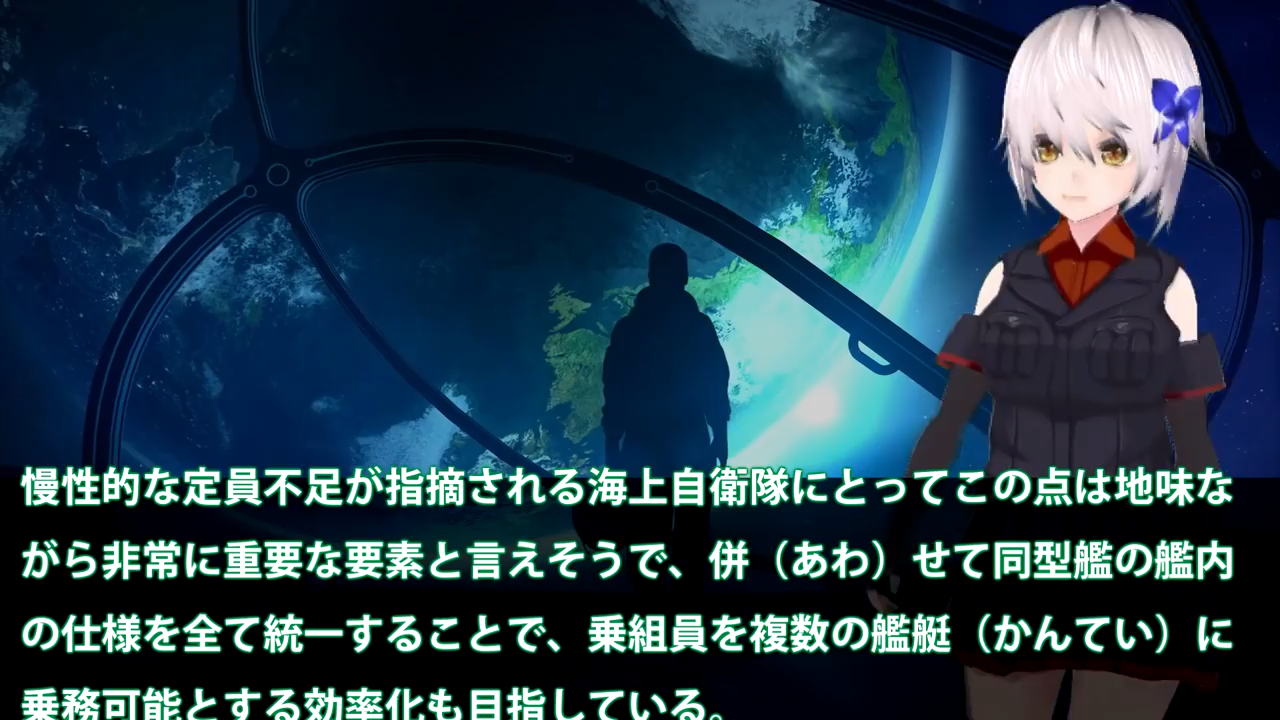 慢性的な定員不足が指摘される海上自衛隊にとってこの点は地味な
がら非常に重要な要素と言えそうで、併（あわ）せて同型艦の艦内
の仕様を全て統一することで、乗組員を複数の艦艇（かんてい）に
乗務可能とする効率化も目指している。